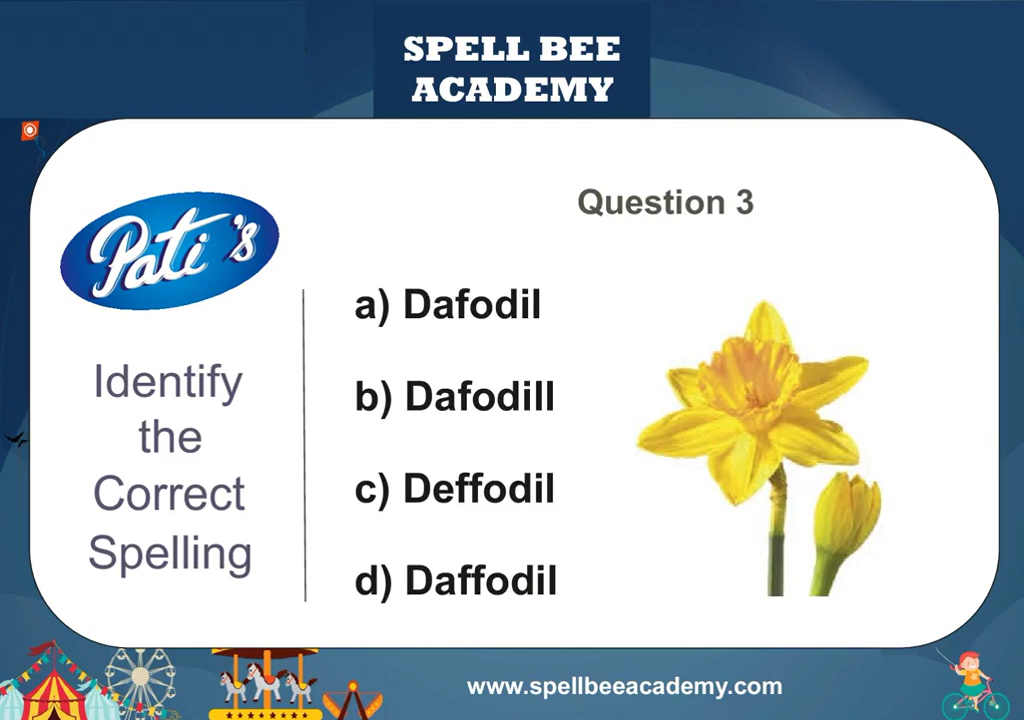 SPELL BEE
ACADEMY
Question 3
Pati's
Identify
the
Correct
Spelling
a) Dafodil
b) Dafodill
c) Deffodil
d) Daffodil
www.spellbeeacademy.com